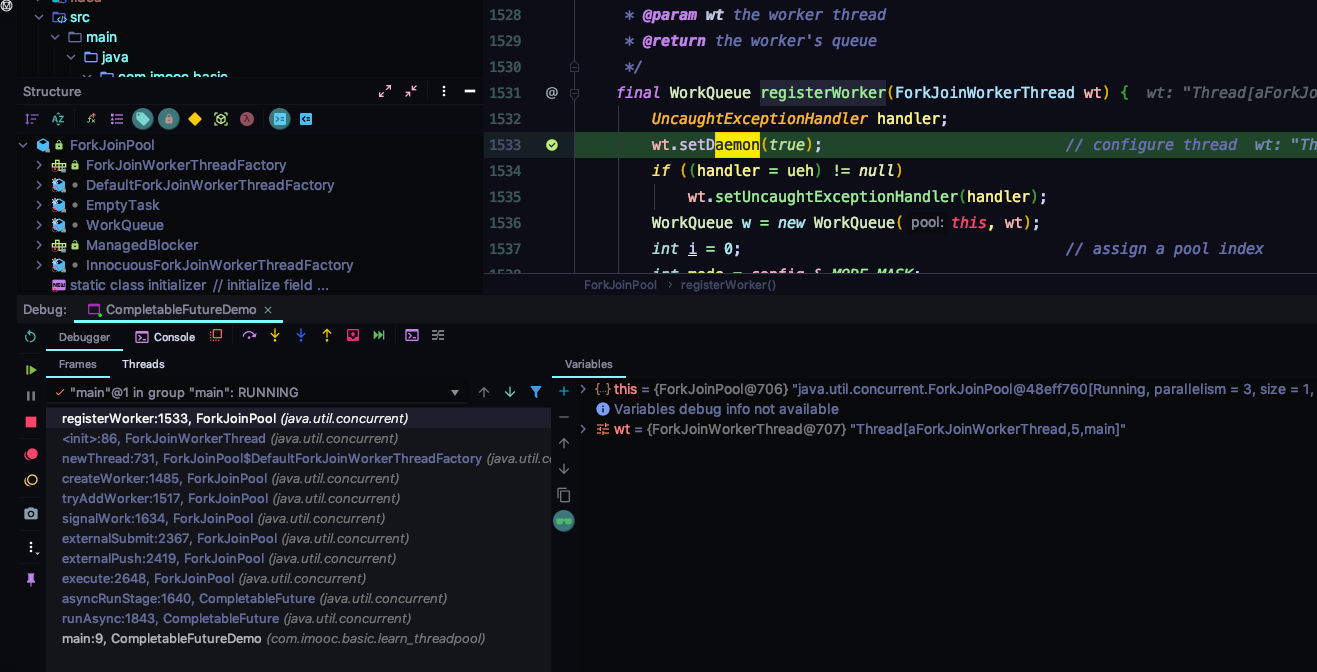 src
main
java
com.imooc.basic
Structure
ForkJoinPool
ForkJoinWorkerThreadFactory
DefaultForkJoinWorkerThreadFactory
EmptyTask
WorkQueue
ManagedBlocker
InnocuousForkJoinWorkerThreadFactory
static class initializer // initialize field ...
1528 * @param wt the worker thread
1529 * @return the worker's queue
1530 */
1531 @ final WorkQueue registerWorker(ForkJoinWorkerThread wt) { wt: "Thread[aForkJo
1532 UncaughtExceptionHandler handler;
1533 wt.setDaemon(true); // configure thread wt: "Th
1534 if ((handler = ueh) != null)
1535 wt.setUncaughtExceptionHandler(handler);
1536 WorkQueue w = new WorkQueue( pool: this, wt);
1537 int i = 0; // assign a pool index
1538 int mode = config & MODE_MASK;
ForkJoinPool › registerWorker()
Debug: CompletableFutureDemo ×
Debugger Console
Frames Threads
"main"@1 in group "main": RUNNING
registerWorker:1533, ForkJoinPool (java.util.concurrent)
<init>:86, ForkJoinWorkerThread (java.util.concurrent)
newThread:731, ForkJoinPool$DefaultForkJoinWorkerThreadFactory (java.util.co
createWorker:1485, ForkJoinPool (java.util.concurrent)
tryAddWorker:1517, ForkJoinPool (java.util.concurrent)
signalWork:1634, ForkJoinPool (java.util.concurrent)
externalSubmit:2367, ForkJoinPool (java.util.concurrent)
externalPush:2419, ForkJoinPool (java.util.concurrent)
execute:2648, ForkJoinPool (java.util.concurrent)
asyncRunStage:1640, CompletableFuture (java.util.concurrent)
runAsync:1843, CompletableFuture (java.util.concurrent)
main:9, CompletableFutureDemo (com.imooc.basic.learn_threadpool)
Variables
this = {ForkJoinPool@706} "java.util.concurrent.ForkJoinPool@48eff760[Running, parallelism = 3, size = 1,
Variables debug info not available
wt = {ForkJoinWorkerThread@707} "Thread[aForkJoinWorkerThread,5,main]"